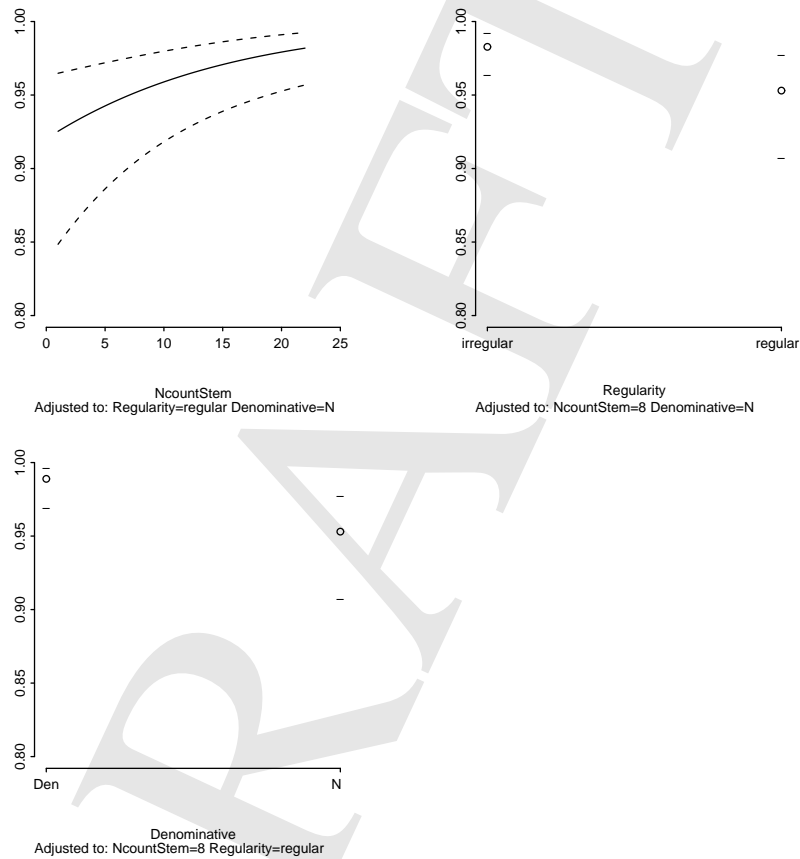 1.00
0.95
0.90
0.85
0.80
0 5 10 15 20 25
NcountStem
Adjusted to: Regularity=regular Denominative=N
1.00
0.95
0.90
0.85
0.80
irregular regular
Regularity
Adjusted to: NcountStem=8 Denominative=N
1.00
0.95
0.90
0.85
0.80
Den N
Denominative
Adjusted to: NcountStem=8 Regularity=regular
RAFT